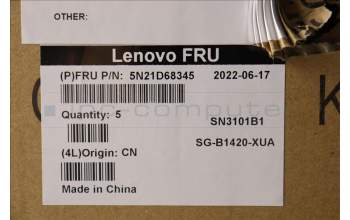 OTHER:
Lenovo FRU
(P)FRU P/N: 5N21D68345 2022-06-17
Quantity: 5 SN3101B1
SG-B1420-XUA
(4L)Origin: CN
Made in China